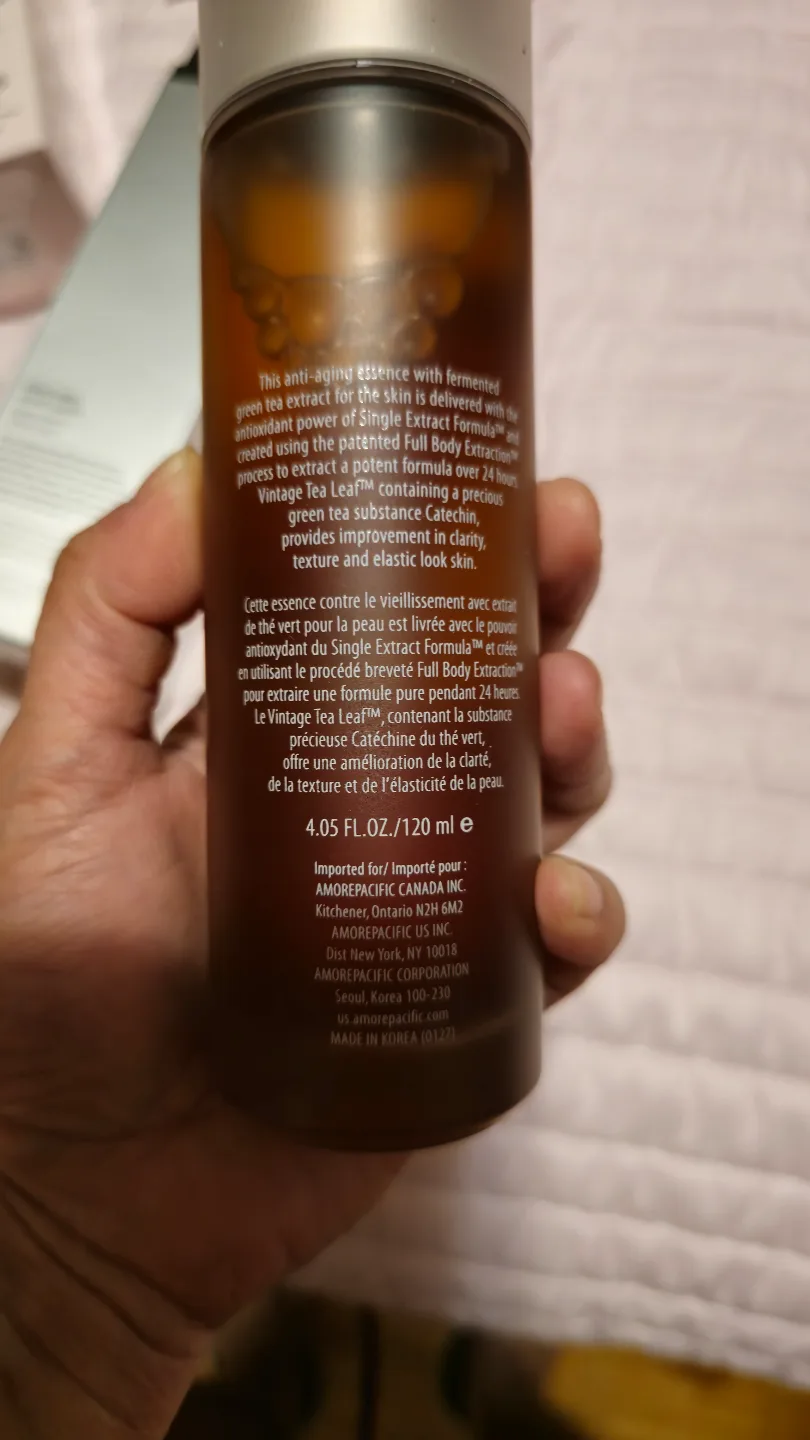 This anti-aging essence with fermented
green tea extract for the skin is delivered with the
antioxidant power of Single Extract Formula™ and
created using the patented Full Body Extraction™
process to extract a potent formula over 24 hours.
Vintage Tea Leaf™ containing a precious
green tea substance Catechin,
provides improvement in clarity,
texture and elastic look skin.
Cette essence contre le vieillissement avec extrait
de thé vert pour la peau est livrée avec le pouvoir
antioxydant du Single Extract Formula™ et créée
en utilisant le procédé breveté Full Body Extraction™
pour extraire une formule pure pendant 24 heures.
Le Vintage Tea Leaf™, contenant la substance
précieuse Catéchine du thé vert,
offre une amélioration de la clarté,
de la texture et de l'élasticité de la peau.
4.05 FL.OZ./120 ml e
Imported for/ Importé pour :
AMOREPACIFIC CANADA INC.
Kitchener, Ontario N2H 6M2
AMOREPACIFIC US INC.
Dist New York, NY 10018
AMOREPACIFIC CORPORATION
Seoul, Korea 100-230
us.amorepacific.com
MADE IN KOREA (0127)